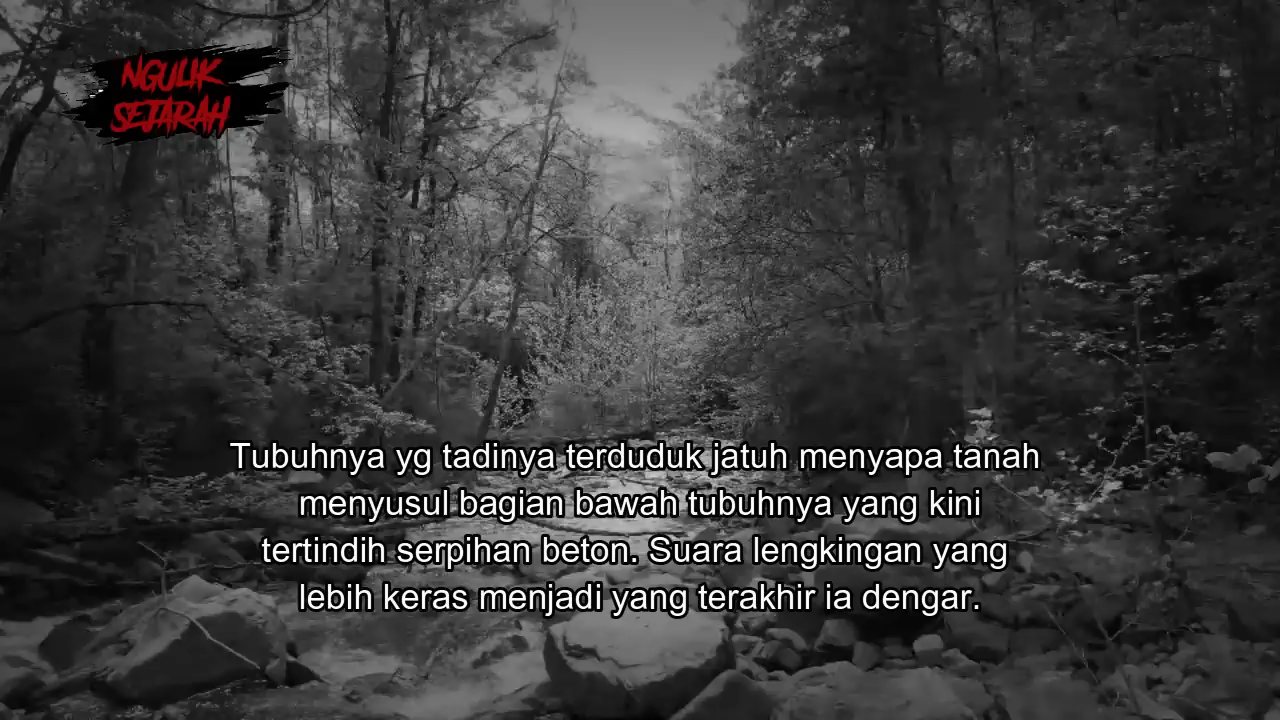 NGULIK
SEJARAH
Tubuhnya yg tadinya terduduk jatuh menyapa tanah
menyusul bagian bawah tubuhnya yang kini
tertindih serpihan beton. Suara lengkingan yang
lebih keras menjadi yang terakhir ia dengar.